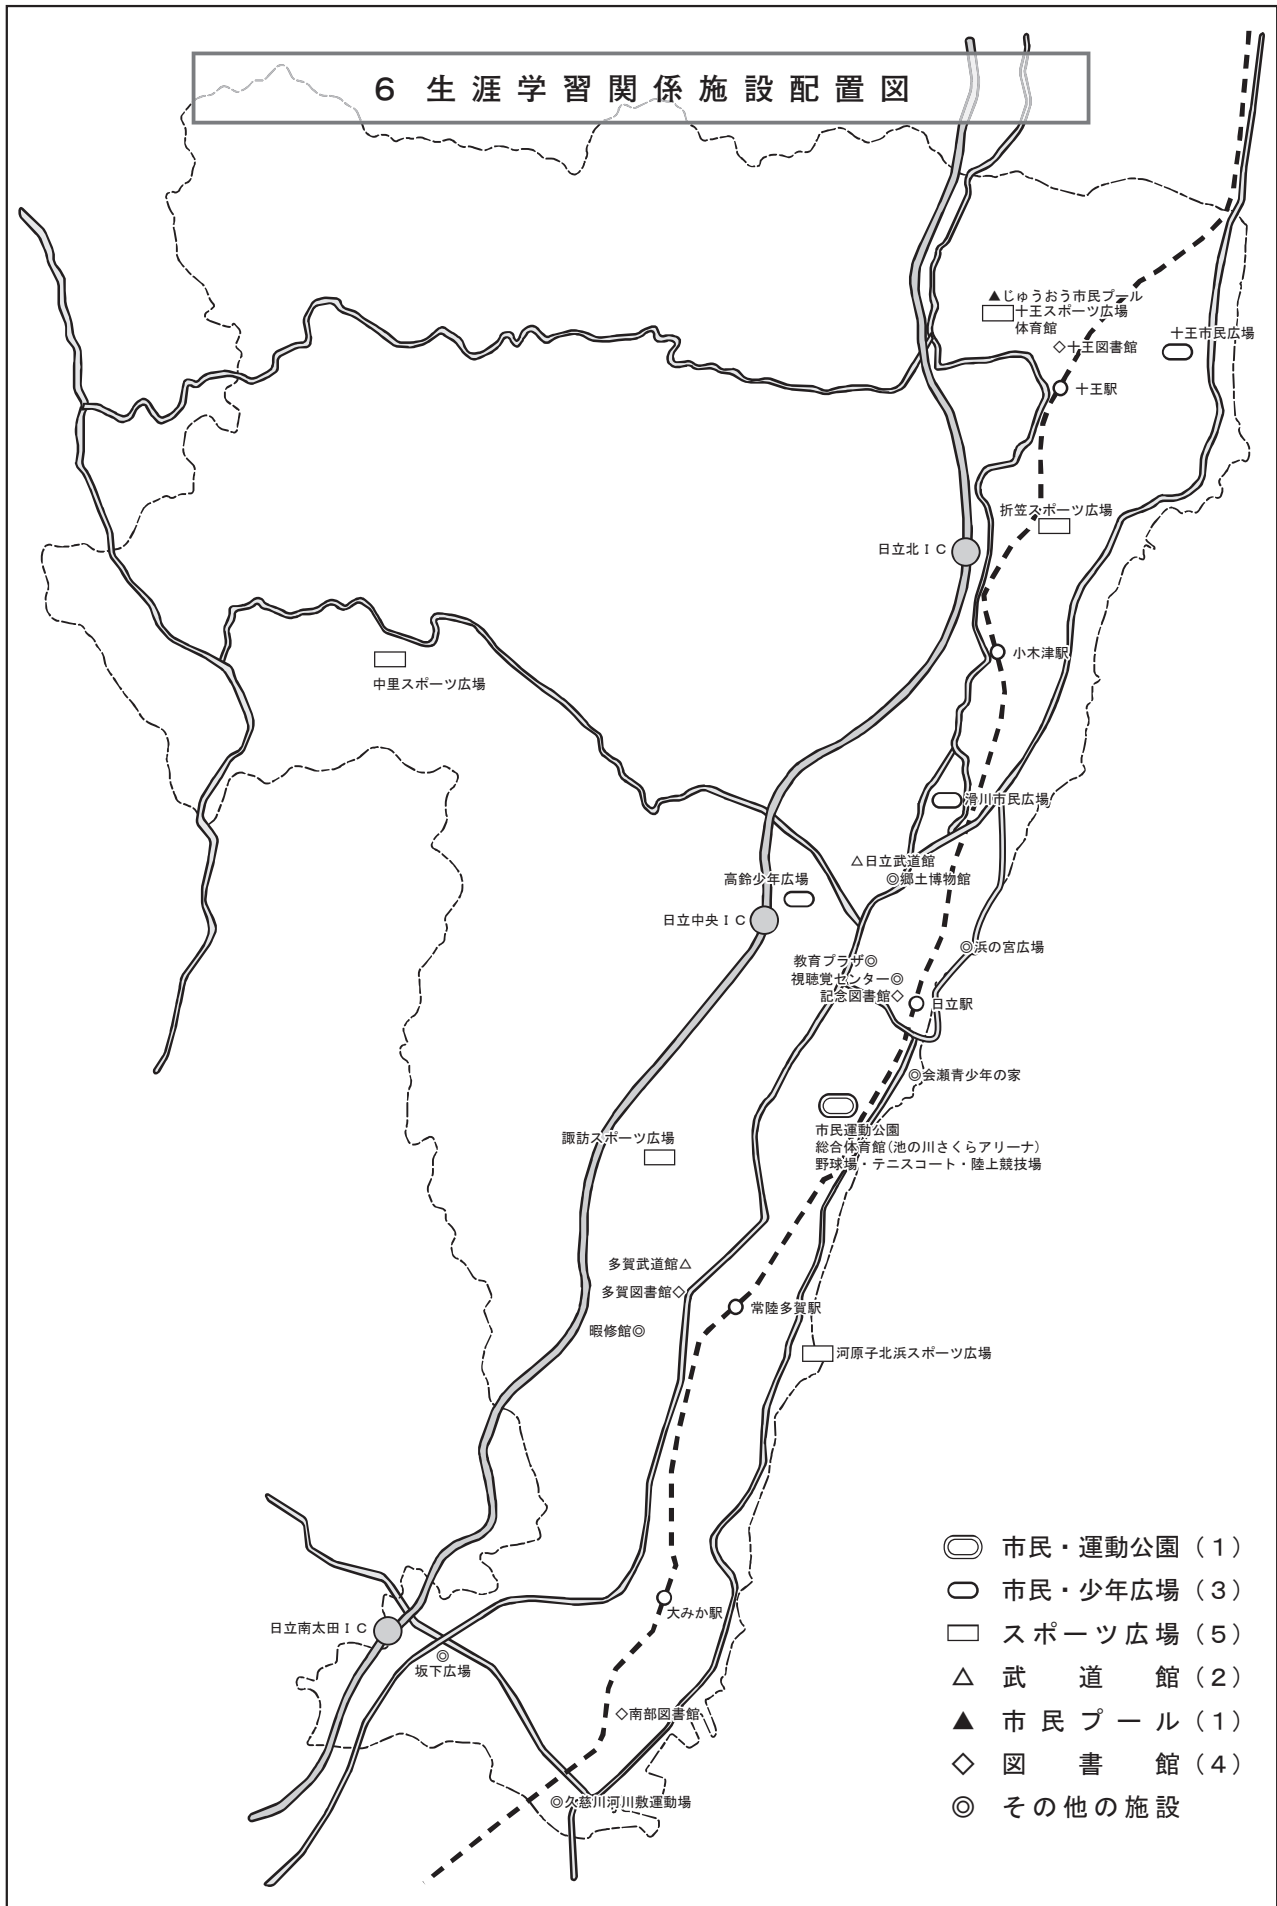 6 生涯学習関係施設配置図
▲じゅうおう市民プール
十王スポーツ広場
体育館
十王市民広場
◇十王図書館
十王駅
折笠スポーツ広場
日立北ＩＣ
小木津駅
中里スポーツ広場
滑川市民広場
△日立武道館
高鈴少年広場
◎郷土博物館
日立中央ＩＣ
◎浜の宮広場
教育プラザ◎
視聴覚センター◎
記念図書館◇
日立駅
◎会瀬青少年の家
市民運動公園
総合体育館(池の川さくらアリーナ)
野球場・テニスコート・陸上競技場
諏訪スポーツ広場
多賀武道館△
多賀図書館◇
常陸多賀駅
暇修館◎
河原子北浜スポーツ広場
市民・運動公園（１）
市民・少年広場（３）
スポーツ広場（５）
△ 武道館（２）
▲ 市民プール（１）
◇ 図書館（４）
◎ その他の施設
大みか駅
日立南太田ＩＣ
◎
坂下広場
◇南部図書館
◎久慈川河川敷運動場